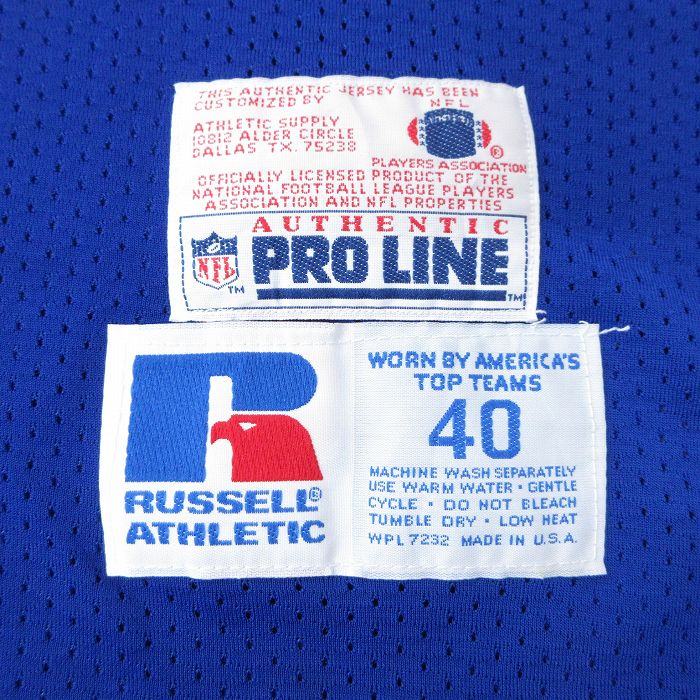 THIS AUTHENTIC JERSEY HAS BEEN
CUSTOMIZED BY
NFL
ATHLETIC SUPPLY
10812 ALDER CIRCLE
DALLAS TX. 75238
®
PLAYERS ASSOCIATION
OFFICIALLY LICENSED PRODUCT OF THE
NATIONAL FOOTBALL LEAGUE PLAYERS
ASSOCIATION AND NFL PROPERTIES
AUTHENTIC
NFL PRO LINE
TM TM
RUSSELL®
ATHLETIC
WORN BY AMERICA'S
TOP TEAMS
40
MACHINE WASH SEPARATELY
USE WARM WATER · GENTLE
CYCLE · DO NOT BLEACH
TUMBLE DRY · LOW HEAT
WPL 7232 MADE IN U.S.A.